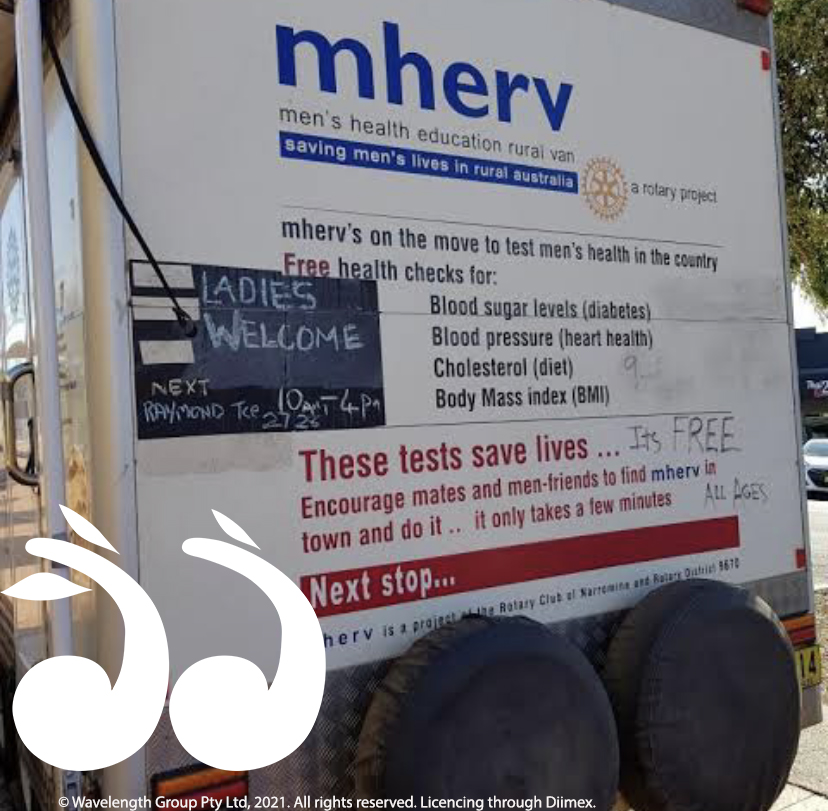 mherv
men's health education rural van
saving men's lives in rural australia
a rotary project
mherv's on the move to test men's health in the country
Free health checks for:
Blood sugar levels (diabetes)
Blood pressure (heart health)
Cholesterol (diet)
Body Mass index (BMI)
LADIES
WELCOME
NEXT
RAYMOND Tce 10am-4pm
These tests save lives ... Its FREE
Encourage mates and men-friends to find mherv in
town and do it .. it only takes a few minutes
ALL AGES
Next stop...
herv is a project of the Rotary Club of Narromine and Rotary District 9670
14
© Wavelength Group Pty Ltd, 2021. All rights reserved. Licencing through Diimex.